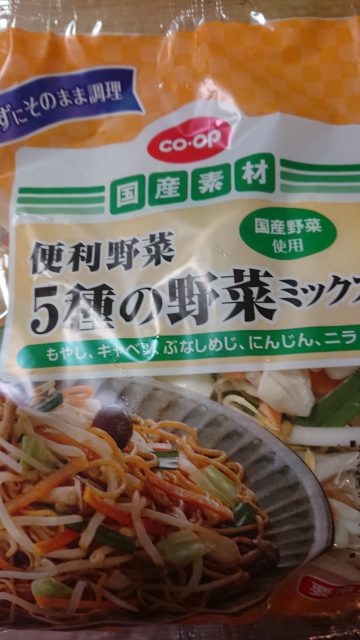 ずにそのまま調理
CO·OP
国産素材
国産野菜
使用
便利野菜
5種の野菜ミックス
もやし、キャベツ、ぶなしめじ、にんじん、ニラ